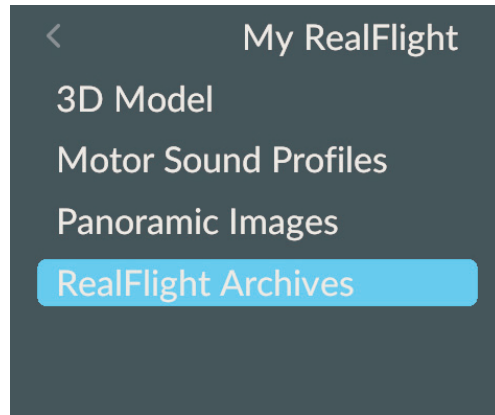 My RealFlight
3D Model
Motor Sound Profiles
Panoramic Images
RealFlight Archives